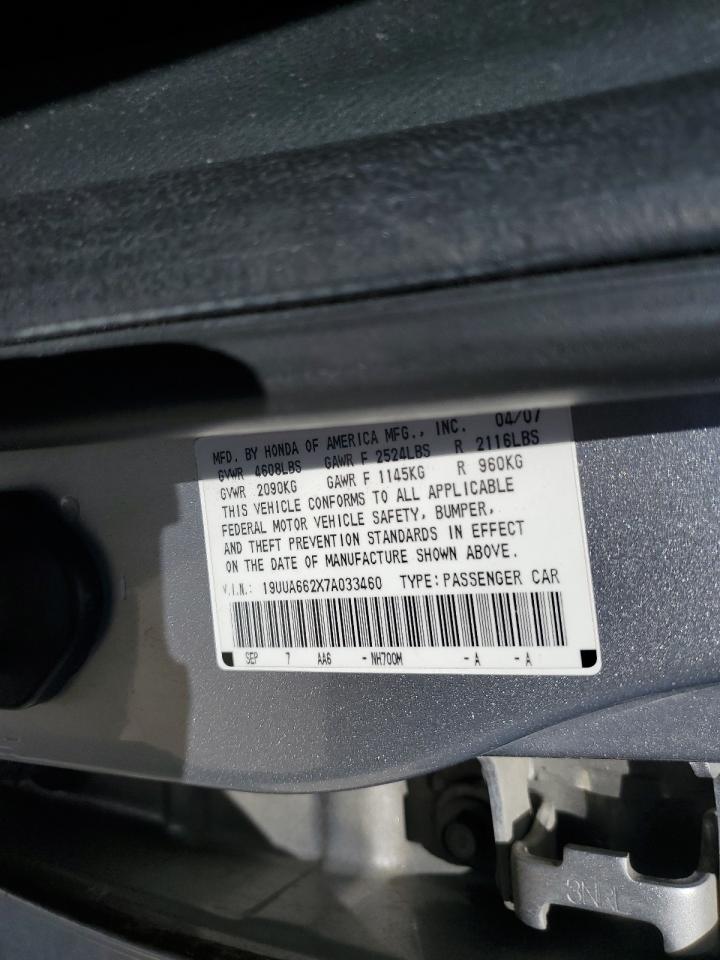 MFD. BY HONDA OF AMERICA MFG., INC. 04/07
GVWR 4608LBS GAWR F 2524LBS R 2116LBS
GVWR 2090KG GAWR F 1145KG R 960KG
THIS VEHICLE CONFORMS TO ALL APPLICABLE
FEDERAL MOTOR VEHICLE SAFETY, BUMPER,
AND THEFT PREVENTION STANDARDS IN EFFECT
ON THE DATE OF MANUFACTURE SHOWN ABOVE.
V.I.N.: 19UUA662X7A033460 TYPE: PASSENGER CAR
SEP 7 AA6 - NH700M - A - A